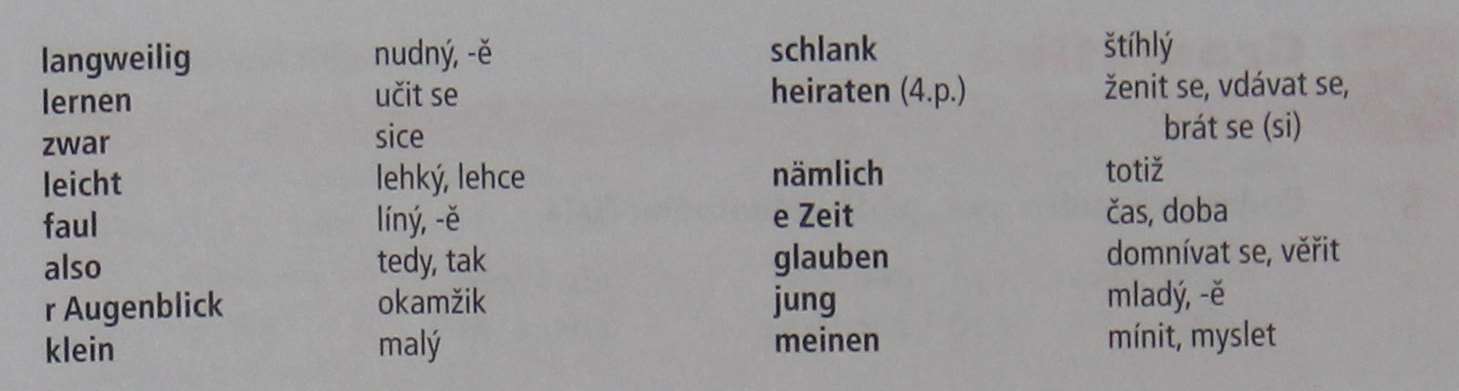 langweilig nudný, -ě
lernen učit se
zwar sice
leicht lehký, lehce
faul líný, -ě
also tedy, tak
r Augenblick okamžik
klein malý
schlank štíhlý
heiraten (4.p.) ženit se, vdávat se,
brát se (si)
nämlich totiž
e Zeit čas, doba
glauben domnívat se, věřit
jung mladý, -ě
meinen mínit, myslet